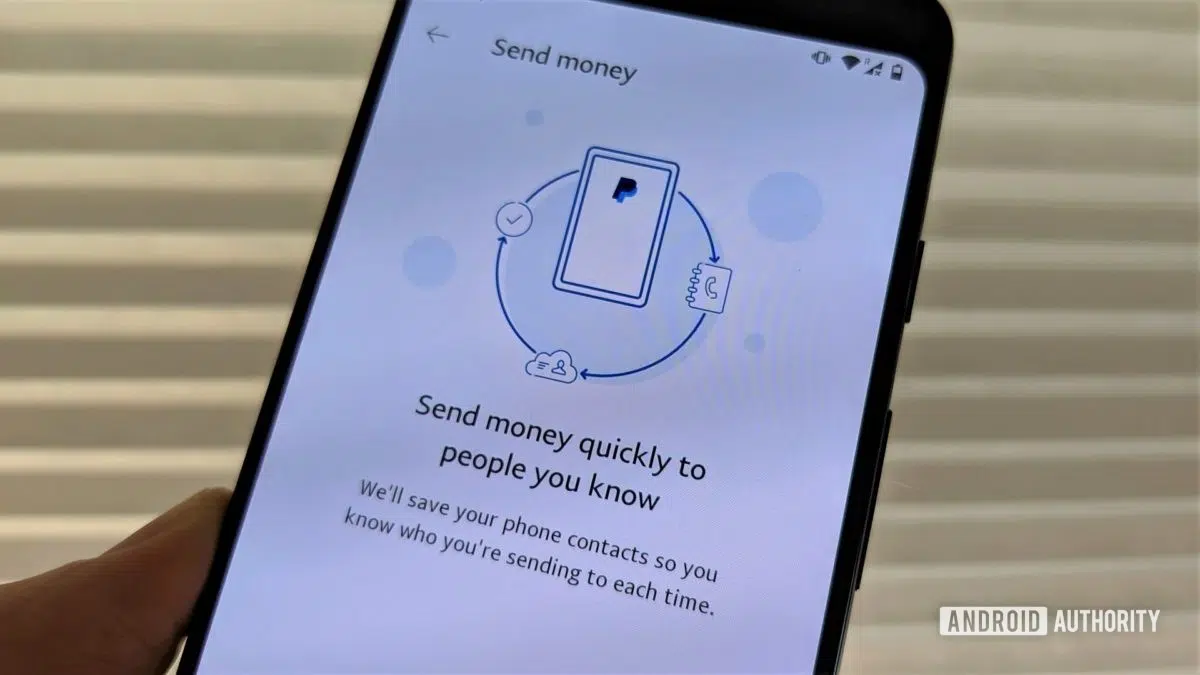 Send money
Send money quickly to
people you know
We'll save your phone contacts so you
know who you're sending to each time.
ANDROID AUTHORITY